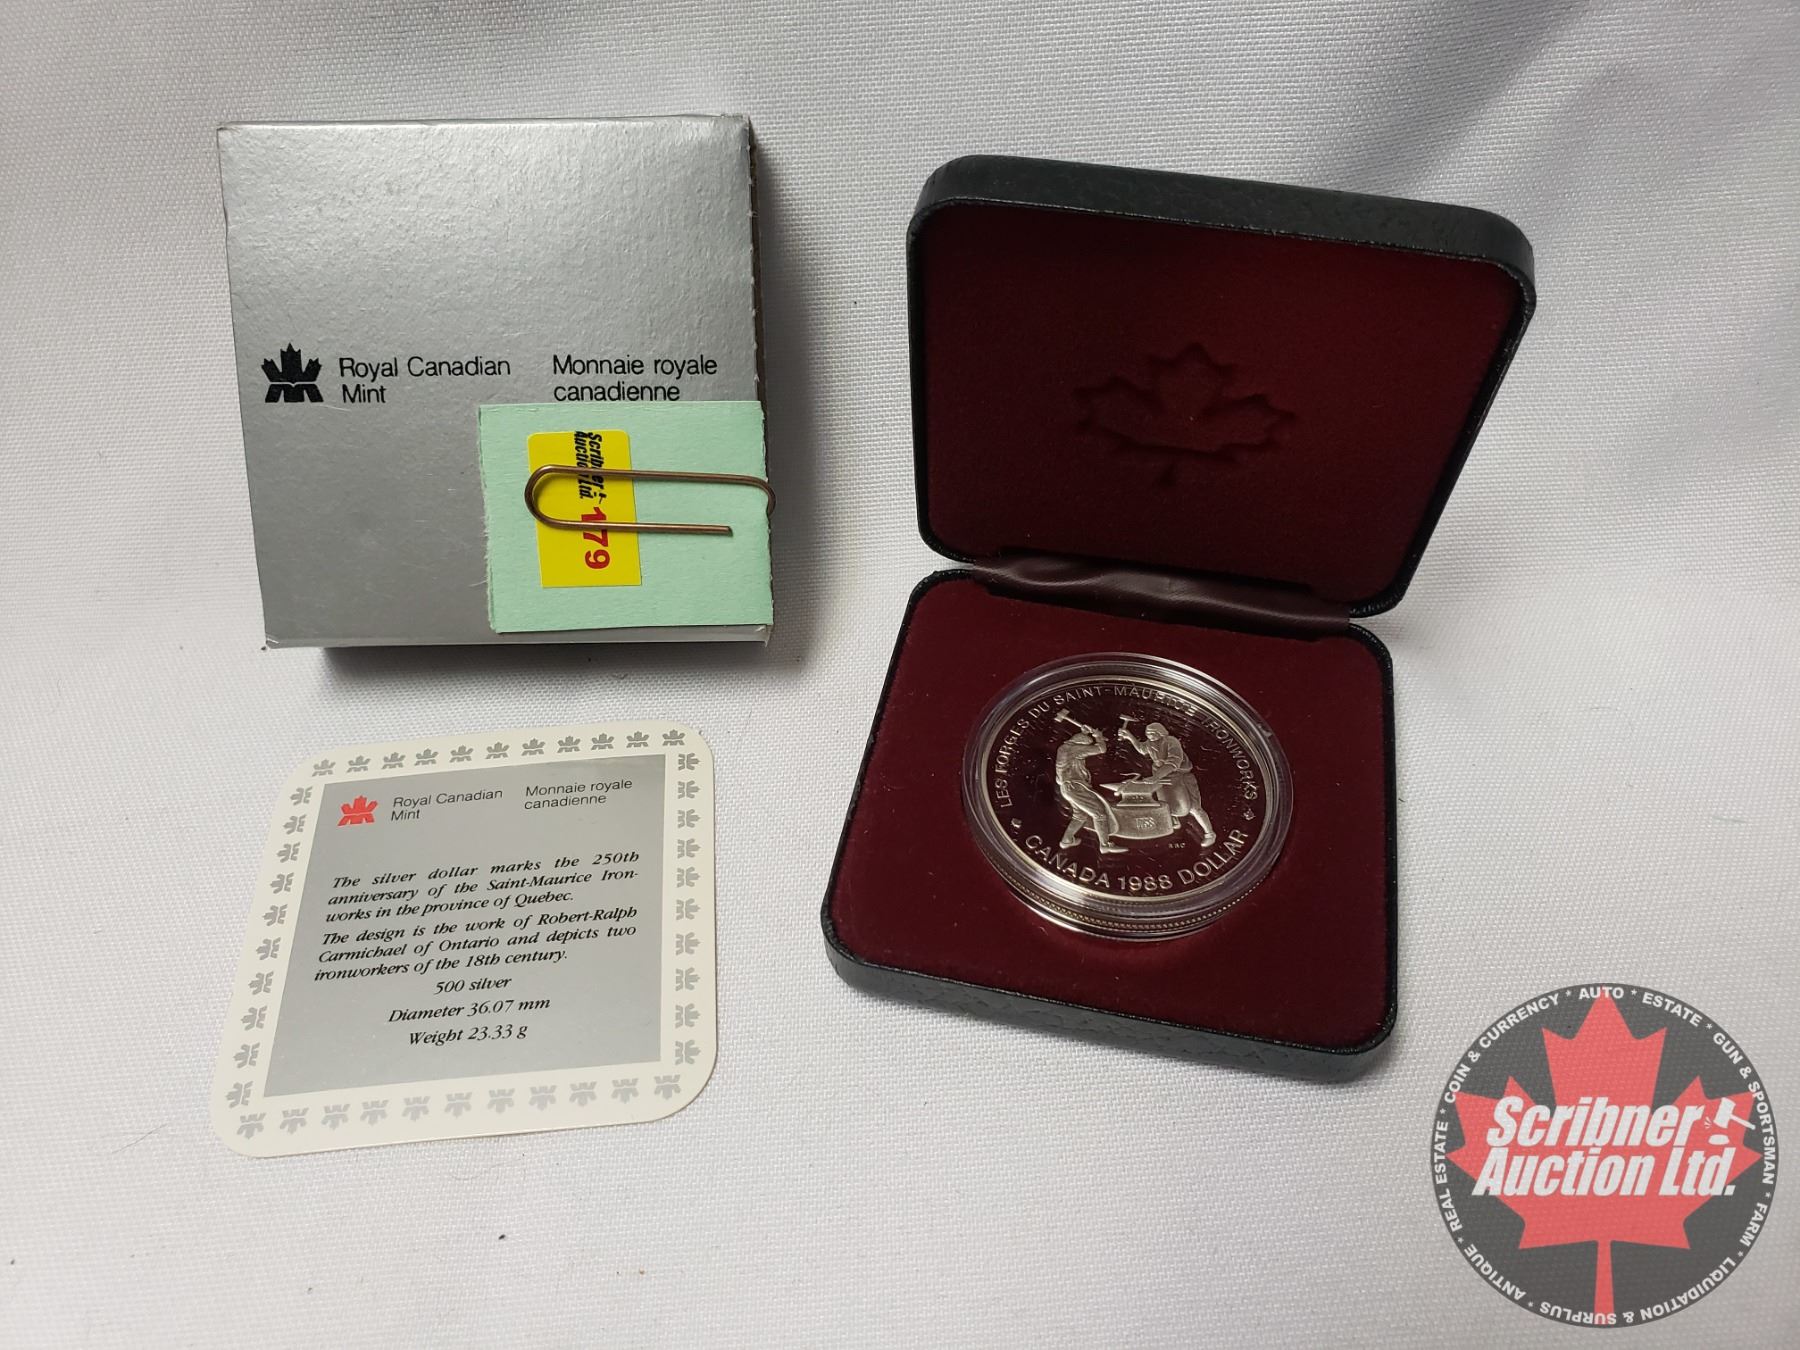 Royal Canadian
Mint
Monnaie royale
canadienne
Scribner
Auction Ltd.
179
Royal Canadian
Mint
Monnaie royale
canadienne
The silver dollar marks the 250th
anniversary of the Saint-Maurice Iron-
works in the province of Quebec.
The design is the work of Robert-Ralph
Carmichael of Ontario and depicts two
ironworkers of the 18th century.
500 silver
Diameter 36.07 mm
Weight 23.33 g
LES FORGES DU SAINT-MAURICE IRONWORKS
CANADA 1988 DOLLAR
RRC
Scribner
Auction Ltd.
REAL ESTATE * COIN & CURRENCY * AUTO * ESTATE * GUN & SPORTSMAN * FARM * LIQUIDATION & SURPLUS * ANTIQUE *